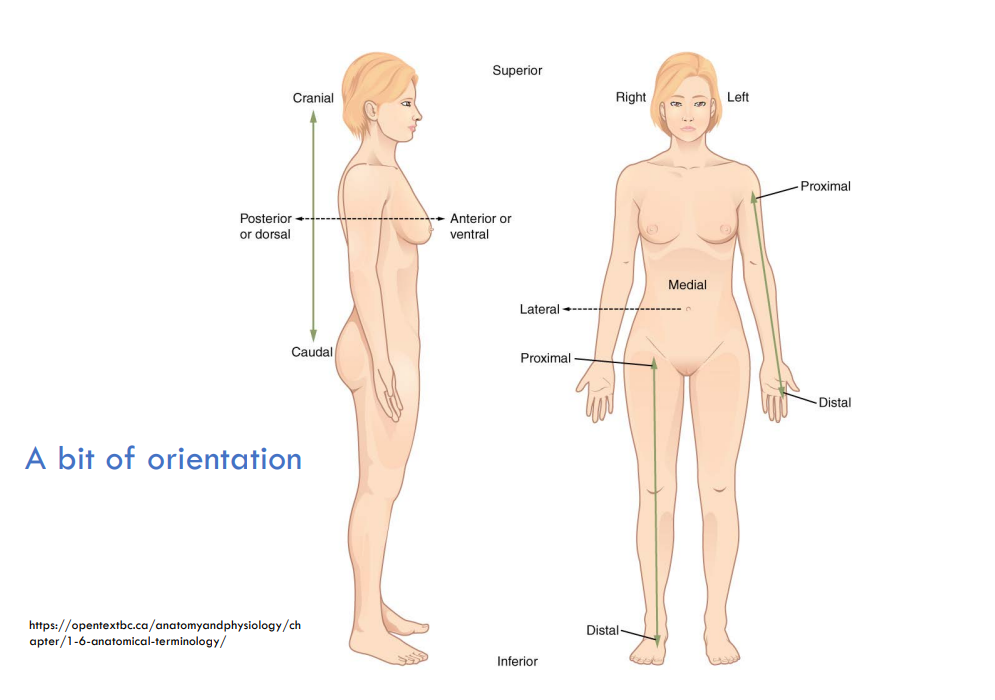 Superior
Cranial
Right
Left
Proximal
Posterior
or dorsal
Anterior or
ventral
Medial
Lateral
Caudal
Proximal
Distal
A bit of orientation
https://opentextbc.ca/anatomyandphysiology/ch
apter/1-6-anatomical-terminology/
Distal
Inferior